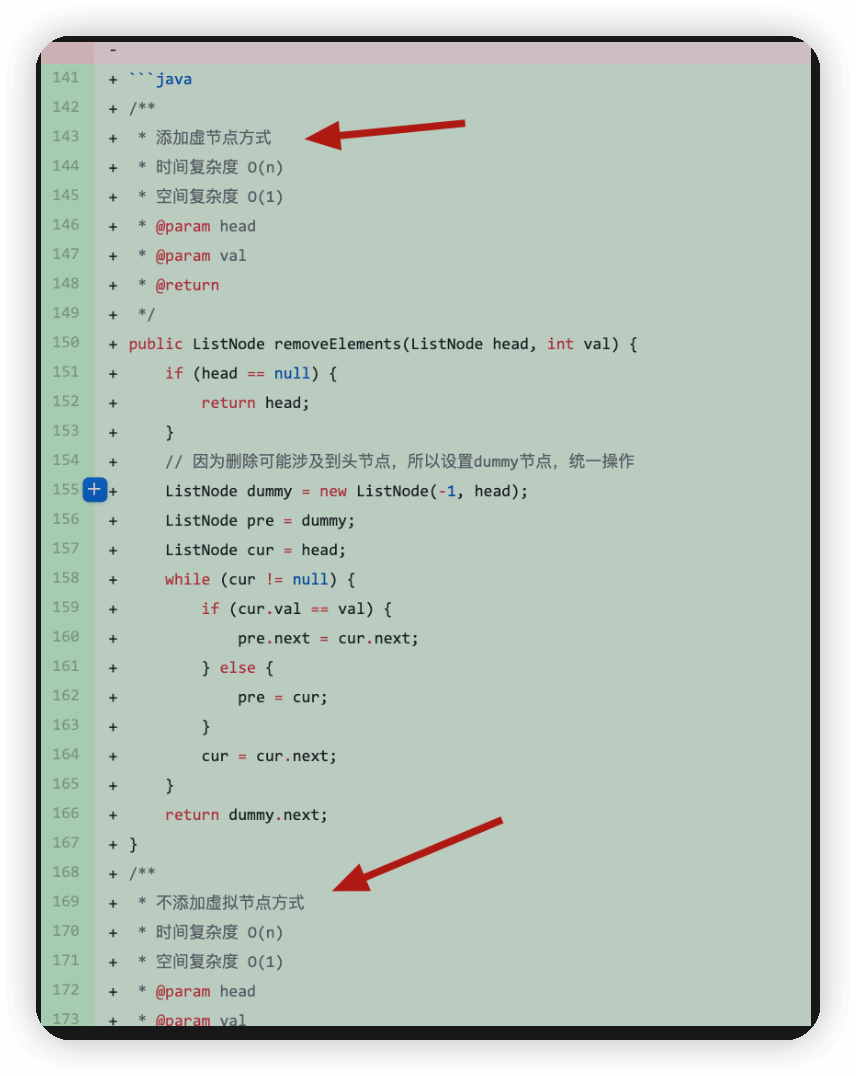 -
141 + ```java
142 + /**
143 + * 添加虚节点方式
144 + * 时间复杂度 O(n)
145 + * 空间复杂度 O(1)
146 + * @param head
147 + * @param val
148 + * @return
149 + */
150 + public ListNode removeElements(ListNode head, int val) {
151 + if (head == null) {
152 + return head;
153 + }
154 + // 因为删除可能涉及到头节点，所以设置dummy节点，统一操作
155 + + ListNode dummy = new ListNode(-1, head);
156 + ListNode pre = dummy;
157 + ListNode cur = head;
158 + while (cur != null) {
159 + if (cur.val == val) {
160 + pre.next = cur.next;
161 + } else {
162 + pre = cur;
163 + }
164 + cur = cur.next;
165 + }
166 + return dummy.next;
167 + }
168 + /**
169 + * 不添加虚拟节点方式
170 + * 时间复杂度 O(n)
171 + * 空间复杂度 O(1)
172 + * @param head
173 + * @param val